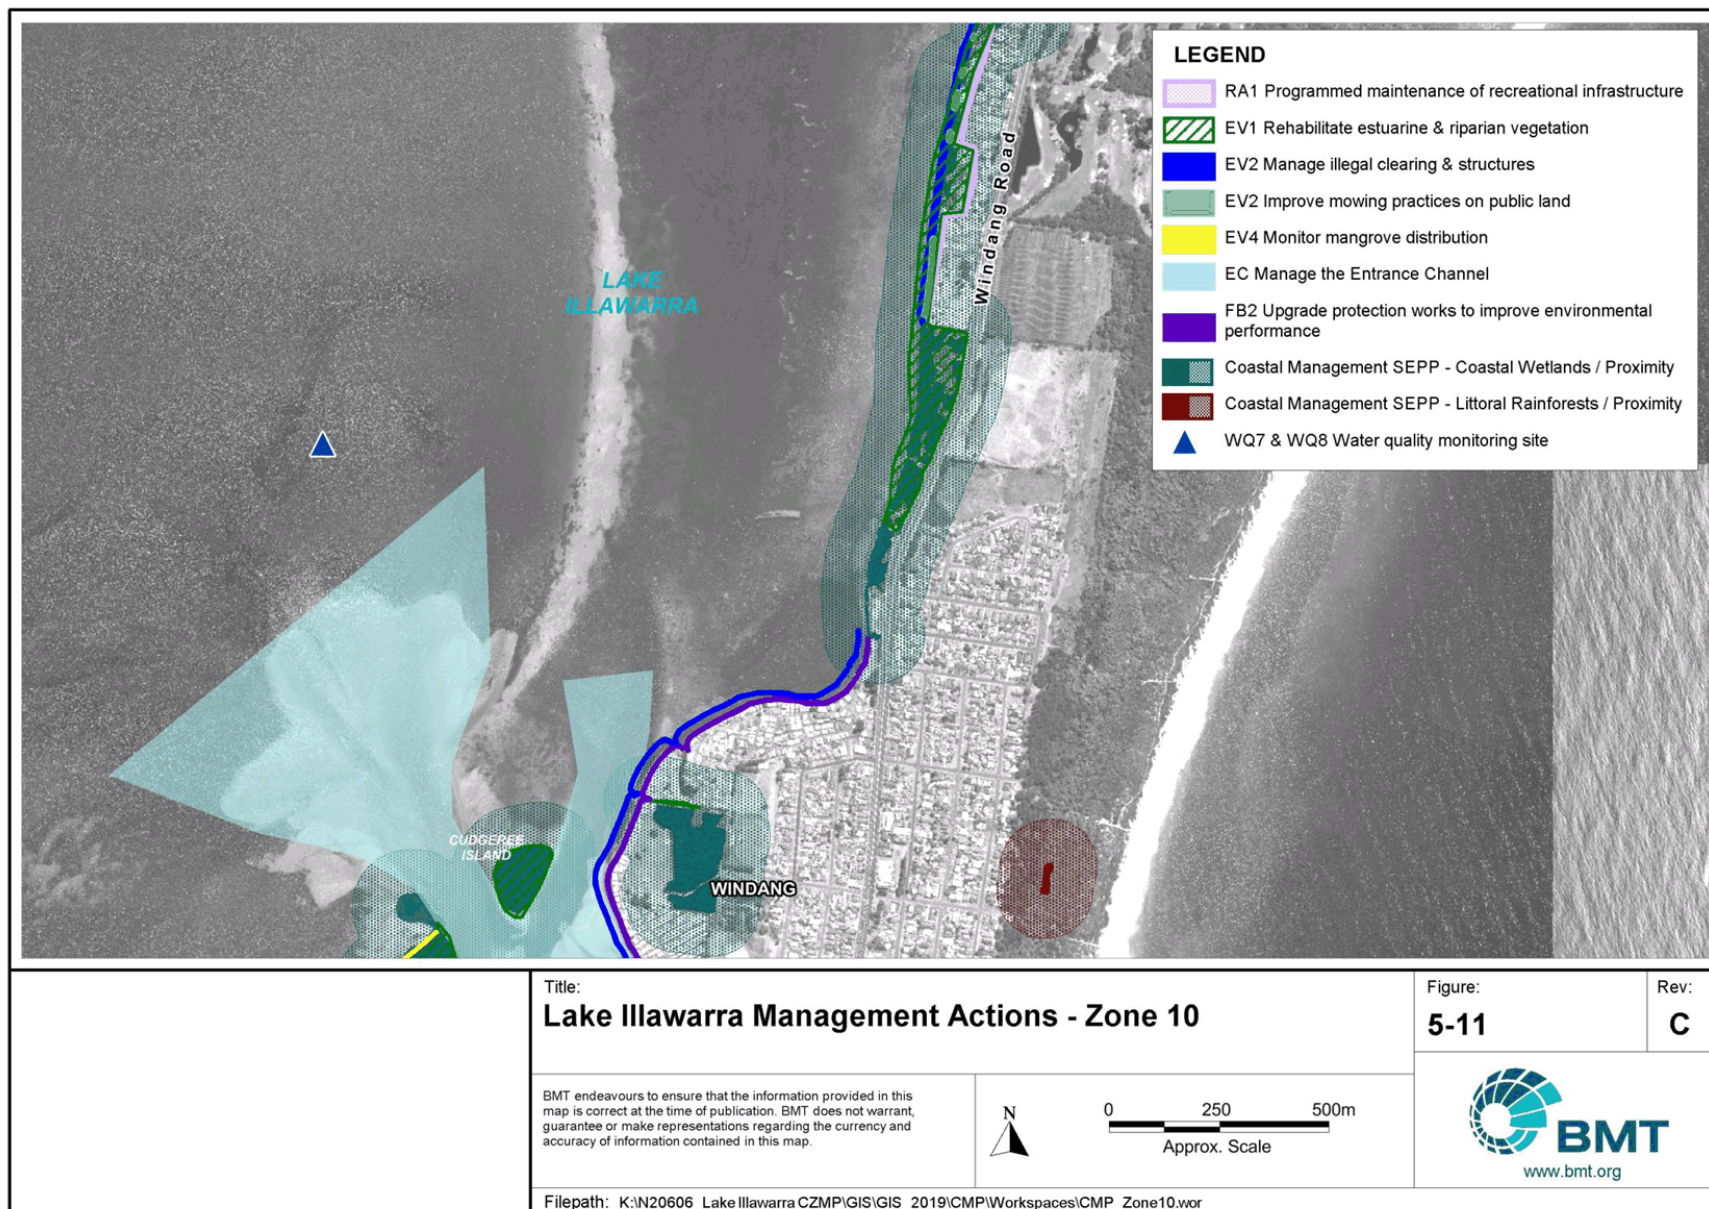 LEGEND
RA1 Programmed maintenance of recreational infrastructure
EV1 Rehabilitate estuarine & riparian vegetation
EV2 Manage illegal clearing & structures
EV2 Improve mowing practices on public land
EV4 Monitor mangrove distribution
EC Manage the Entrance Channel
FB2 Upgrade protection works to improve environmental
performance
Coastal Management SEPP - Coastal Wetlands / Proximity
Coastal Management SEPP - Littoral Rainforests / Proximity
WQ7 & WQ8 Water quality monitoring site
Windang Road
LAKE
ILLAWARRA
CUDGEREE
ISLAND
WINDANG
Title:
Lake Illawarra Management Actions - Zone 10
Figure:
5-11
Rev:
C
BMT endeavours to ensure that the information provided in this
map is correct at the time of publication. BMT does not warrant,
guarantee or make representations regarding the currency and
accuracy of information contained in this map.
N
0 250 500m
Approx. Scale
BMT
www.bmt.org
Filepath: K:\N20606_Lake Illawarra CZMP\GIS\GIS_2019\CMP\Workspaces\CMP_Zone10.wor